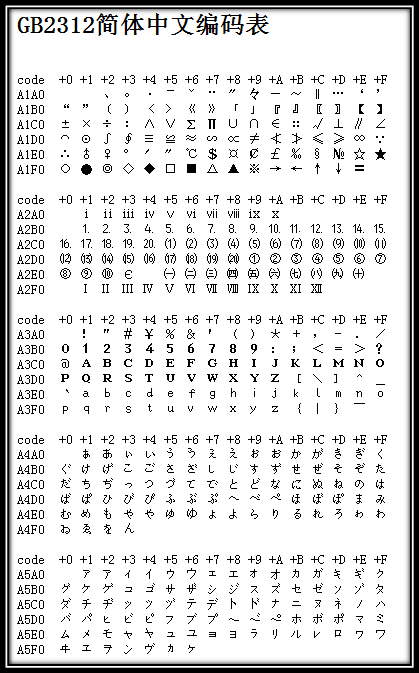 GB2312简体中文编码表
code +0 +1 +2 +3 +4 +5 +6 +7 +8 +9 +A +B +C +D +E +F
A1A0 　 、 。 · ˉ ˇ ¨ 〃 々 — ～ ‖ … ‘ ’
A1B0 “ ” 〔 〕 〈 〉 《 》 「 」 『 』 〖 〗 【 】
A1C0 ± × ÷ ∶ ∧ ∨ ∑ ∏ ∪ ∩ ∈ ∷ √ ⊥ ∥ ∠
A1D0 ⌒ ⊙ ∫ ∮ ≡ ≌ ≈ ∽ ∝ ≠ ≮ ≯ ≤ ≥ ∞ ∵
A1E0 ∴ ♂ ♀ ° ′ ″ ℃ ＄ ¤ ￠ ￡ ‰ § № ☆ ★
A1F0 ○ ● ◎ ◇ ◆ □ ■ △ ▲ ※ → ← ↑ ↓ 〓
code +0 +1 +2 +3 +4 +5 +6 +7 +8 +9 +A +B +C +D +E +F
A2A0 ⅰ ⅱ ⅲ ⅳ ⅴ ⅵ ⅶ ⅷ ⅸ ⅹ
A2B0 ⒈ ⒉ ⒊ ⒋ ⒌ ⒍ ⒎ ⒏ ⒐ ⒑ ⒒ ⒓ ⒔ ⒕ ⒖
A2C0 ⒗ ⒘ ⒙ ⒚ ⒛ ⑴ ⑵ ⑶ ⑷ ⑸ ⑹ ⑺ ⑻ ⑼ ⑽ ⑾
A2D0 ⑿ ⒀ ⒁ ⒂ ⒃ ⒄ ⒅ ⒆ ⒇ ① ② ③ ④ ⑤ ⑥ ⑦
A2E0 ⑧ ⑨ ⑩ € ㈠ ㈡ ㈢ ㈣ ㈤ ㈥ ㈦ ㈧ ㈨ ㈩
A2F0 Ⅰ Ⅱ Ⅲ Ⅳ Ⅴ Ⅵ Ⅶ Ⅷ Ⅸ Ⅹ Ⅺ Ⅻ
code +0 +1 +2 +3 +4 +5 +6 +7 +8 +9 +A +B +C +D +E +F
A3A0 ！ ＂ ＃ ￥ ％ ＆ ＇ （ ） ＊ ＋ ， － ． ／
A3B0 ０ １ ２ ３ ４ ５ ６ ７ ８ ９ ： ； ＜ ＝ ＞ ？
A3C0 ＠ Ａ Ｂ Ｃ Ｄ Ｅ Ｆ Ｇ Ｈ Ｉ Ｊ Ｋ Ｌ Ｍ Ｎ Ｏ
A3D0 Ｐ Ｑ Ｒ Ｓ Ｔ Ｕ Ｖ Ｗ Ｘ Ｙ Ｚ ［ ＼ ］ ＾ ＿
A3E0 ｀ ａ ｂ ｃ ｄ ｅ ｆ ｇ ｈ ｉ ｊ ｋ ｌ ｍ ｎ ｏ
A3F0 ｐ ｑ ｒ ｓ ｔ ｕ ｖ ｗ ｘ ｙ ｚ ｛ ｜ ｝ ￣
code +0 +1 +2 +3 +4 +5 +6 +7 +8 +9 +A +B +C +D +E +F
A4A0 ぁ あ ぃ い ぅ う ぇ え ぉ お か が き ぎ く
A4B0 ぐ け げ こ ご さ ざ し じ す ず せ ぜ そ ぞ た
A4C0 だ ち ぢ っ つ づ て で と ど な に ぬ ね の は
A4D0 ば ぱ ひ び ぴ ふ ぶ ぷ へ べ ぺ ほ ぼ ぽ ま み
A4E0 む め も ゃ や ゅ ゆ ょ よ ら り る れ ろ ゎ わ
A4F0 ゐ ゑ を ん
code +0 +1 +2 +3 +4 +5 +6 +7 +8 +9 +A +B +C +D +E +F
A5A0 ァ ア ィ イ ゥ ウ ェ エ ォ オ カ ガ キ ギ ク
A5B0 グ ケ ゲ コ ゴ サ ザ シ ジ ス ズ セ ゼ ソ ゾ タ
A5C0 ダ チ ヂ ッ ツ ヅ テ デ ト ド ナ ニ ヌ ネ ノ ハ
A5D0 バ パ ヒ ビ ピ フ ブ プ ヘ ベ ペ ホ ボ ポ マ ミ
A5E0 ム メ モ ャ ヤ ュ ユ ョ ヨ ラ リ ル レ ロ ヮ ワ
A5F0 ヰ ヱ ヲ ン ヴ ヵ ヶ